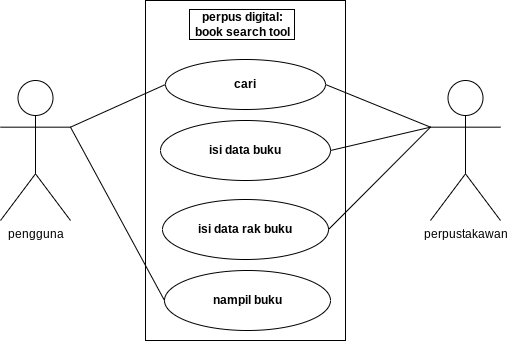 perpus digital:
book search tool
cari
isi data buku
isi data rak buku
nampil buku
pengguna
perpustakawan